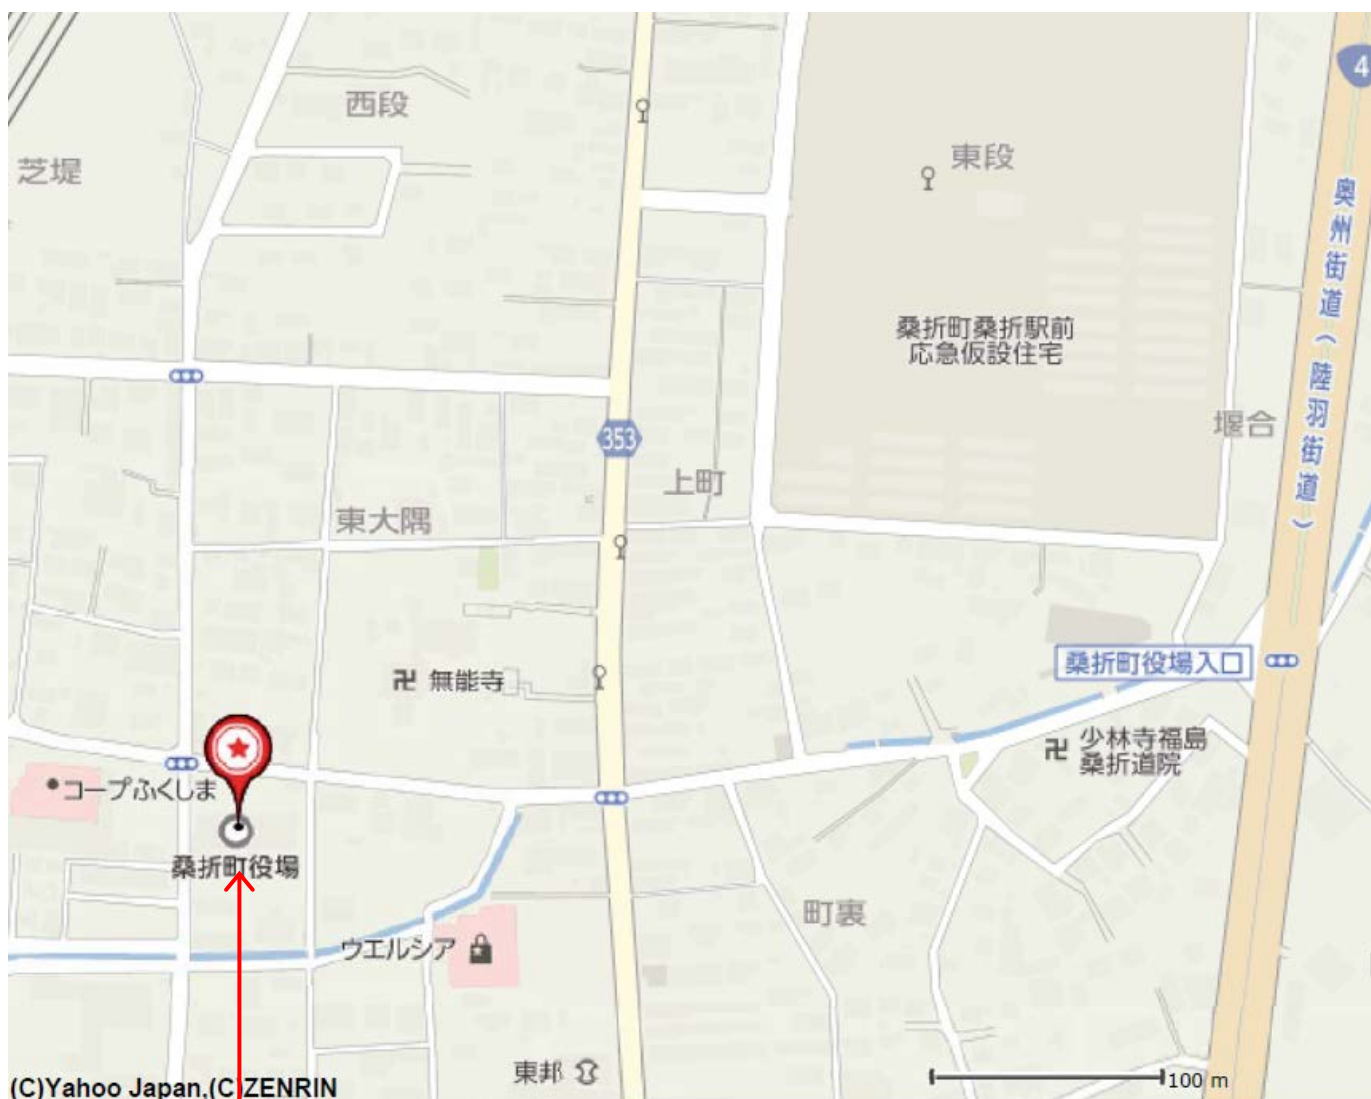 4
西段
東段
芝堤
奥州街道(陸羽街道)
桑折町桑折駅前
応急仮設住宅
堰合
353
上町
東大隅
桑折町役場入口
卍 無能寺
卍 少林寺福島
桑折道院
コープふくしま
桑折町役場
町裏
ウエルシア
東邦
100 m
(C)Yahoo Japan,(C)ZENRIN